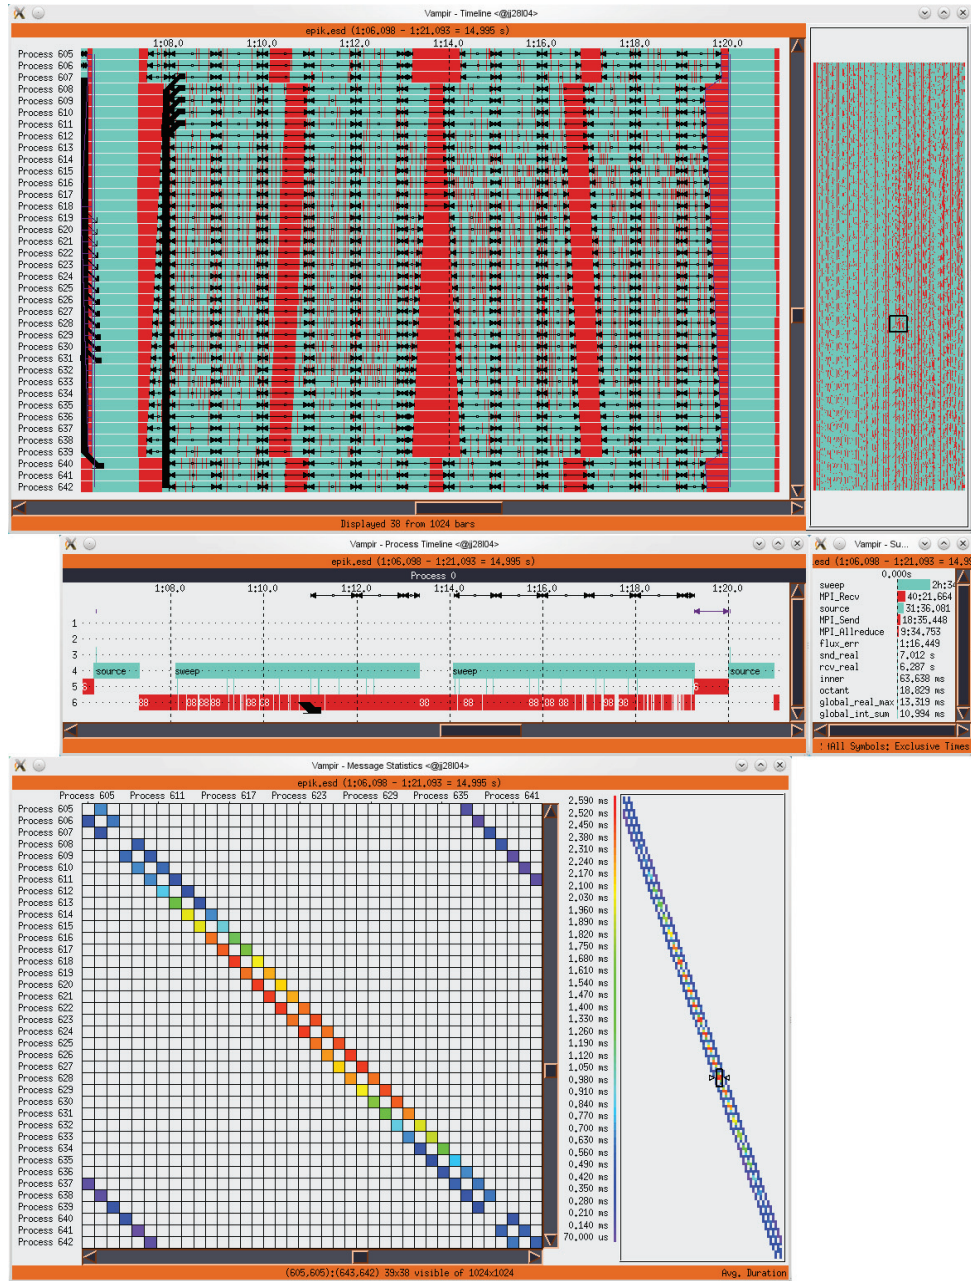 Vampir - Timeline <@jj28l04>
epik.esd (1:06.098 - 1:21.093 = 14.995 s)
1:08.0 1:10.0 1:12.0 1:14.0 1:16.0 1:18.0 1:20.0
Process 605
Process 606
Process 607
Process 608
Process 609
Process 610
Process 611
Process 612
Process 613
Process 614
Process 615
Process 616
Process 617
Process 618
Process 619
Process 620
Process 621
Process 622
Process 623
Process 624
Process 625
Process 626
Process 627
Process 628
Process 629
Process 630
Process 631
Process 632
Process 633
Process 634
Process 635
Process 636
Process 637
Process 638
Process 639
Process 640
Process 641
Process 642
Displayed 38 from 1024 bars
Vampir - Process Timeline <@jj28l04>
epik.esd (1:06.098 - 1:21.093 = 14.995 s)
Process 0
1:08.0 1:10.0 1:12.0 1:14.0 1:16.0 1:18.0 1:20.0
1
2
3
4 source sweep sweep source
5 S S
6
Vampir - Su...
esd (1:06.098 - 1:21.093 = 14.99
0.000s
sweep 2h:34
MPI_Recv 40:21.664
source 31:36.081
MPI_Send 18:35.448
MPI_Allreduce 9:34.753
flux_err 1:16.449
snd_real 7.012 s
rcv_real 6.287 s
inner 63.638 ms
octant 18.829 ms
global_real_max 13.319 ms
global_int_sum 10.994 ms
All Symbols; Exclusive Times
Vampir - Message Statistics <@jj28l04>
epik.esd (1:06.098 - 1:21.093 = 14.995 s)
Process 605 Process 611 Process 617 Process 623 Process 629 Process 635 Process 641
Process 605
Process 606
Process 607
Process 608
Process 609
Process 610
Process 611
Process 612
Process 613
Process 614
Process 615
Process 616
Process 617
Process 618
Process 619
Process 620
Process 621
Process 622
Process 623
Process 624
Process 625
Process 626
Process 627
Process 628
Process 629
Process 630
Process 631
Process 632
Process 633
Process 634
Process 635
Process 636
Process 637
Process 638
Process 639
Process 640
Process 641
Process 642
2.590 ms
2.520 ms
2.450 ms
2.380 ms
2.310 ms
2.240 ms
2.170 ms
2.100 ms
2.030 ms
1.960 ms
1.890 ms
1.820 ms
1.750 ms
1.680 ms
1.610 ms
1.540 ms
1.470 ms
1.400 ms
1.330 ms
1.260 ms
1.190 ms
1.120 ms
1.050 ms
0.980 ms
0.910 ms
0.840 ms
0.770 ms
0.700 ms
0.630 ms
0.560 ms
0.490 ms
0.420 ms
0.350 ms
0.280 ms
0.210 ms
0.140 ms
70.000 us
(605,605):(643,642) 39x38 visible of 1024x1024
Avg. Duration